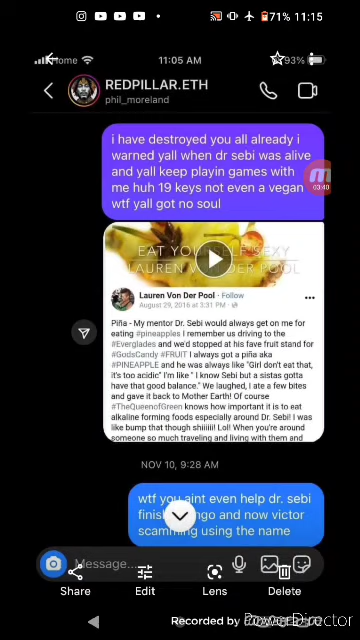 71% 11:15
Home 11:05 AM 93%
REDPILLAR.ETH
phil_moreland
i have destroyed you all already i
warned yall when dr sebi was alive
and yall keep playin games with
me huh 19 keys not even a vegan
wtf yall got no soul
03:40
EAT YOURSELF SEXY
LAUREN VON DER POOL
Lauren Von Der Pool · Follow
August 29, 2016 at 3:31 PM
Piña - My mentor Dr. Sebi would always get on me for
eating #pineapples I remember us driving to the
#Everglades and we'd stopped at his fave fruit stand for
#GodsCandy #FRUIT I always got a piña aka
#PINEAPPLE and he was always like "Girl don't eat that,
it's too acidic" I'm like " I know Sebi but a sistas gotta
have that good balance." We laughed, I ate a few bites
and gave it back to Mother Earth! Of course
#TheQueenofGreen knows how important it is to eat
alkaline forming foods especially around Dr. Sebi! I was
like bump that though shiiiiii! LoI! When you're around
someone so much traveling and living with them and
NOV 10, 9:28 AM
wtf you aint even help dr. sebi
finish ngo and now victor
scamming using the name
Message...
Share Edit Lens Delete
Recorded by
PowerDirector